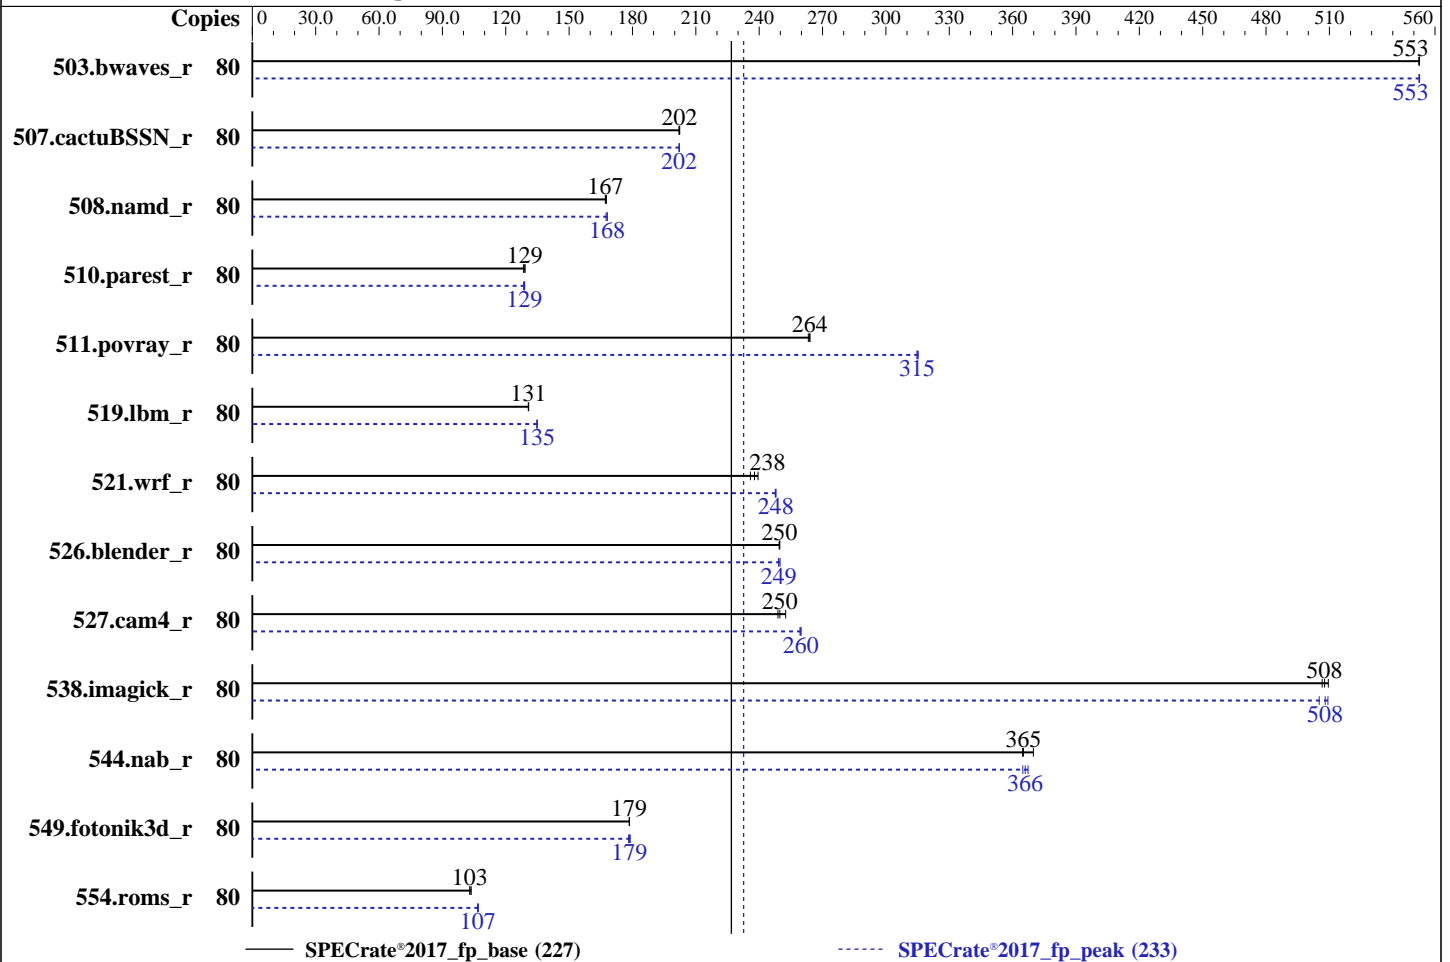 Copies 0 30.0 60.0 90.0 120 150 180 210 240 270 300 330 360 390 420 450 480 510 560
553
503.bwaves_r 80
553
202
507.cactuBSSN_r 80
202
167
508.namd_r 80
168
129
510.parest_r 80
129
264
511.povray_r 80
315
131
519.lbm_r 80
135
238
521.wrf_r 80
248
250
526.blender_r 80
249
250
527.cam4_r 80
260
508
538.imagick_r 80
508
365
544.nab_r 80
366
179
549.fotonik3d_r 80
179
103
554.roms_r 80
107
SPECrate®2017_fp_base (227) SPECrate®2017_fp_peak (233)